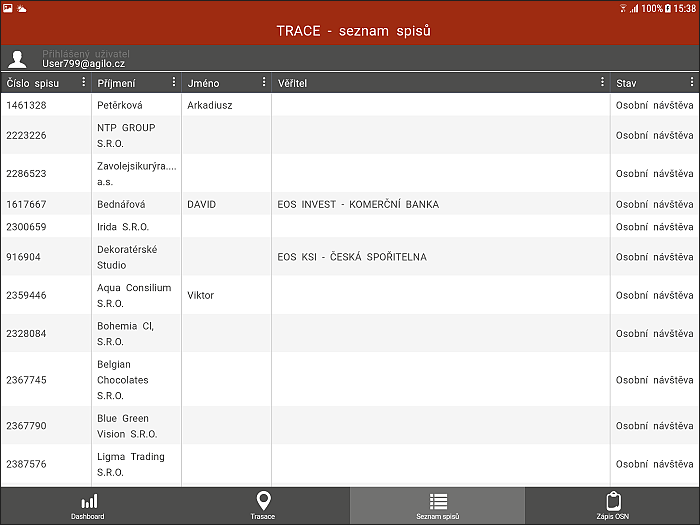 100% 15:38
TRACE - seznam spisů
Přihlášený uživatel
User799@agilo.cz
Číslo spisu Příjmení Jméno Věřitel Stav
1461328 Petěrková Arkadiusz Osobní návštěva
2223226 NTP GROUP S.R.O. Osobní návštěva
2286523 Zavolejsikurýra.... a.s. Osobní návštěva
1617667 Bednářová DAVID EOS INVEST - KOMERČNÍ BANKA Osobní návštěva
2300659 Irida S.R.O. Osobní návštěva
916904 Dekoratérské Studio EOS KSI - ČESKÁ SPOŘITELNA Osobní návštěva
2359446 Aqua Consilium S.R.O. Viktor Osobní návštěva
2328084 Bohemia Cl, S.R.O. Osobní návštěva
2367745 Belgian Chocolates S.R.O. Osobní návštěva
2367790 Blue Green Vision S.R.O. Osobní návštěva
2387576 Ligma Trading S.R.O. Osobní návštěva
Dashboard Trasace Seznam spisů Zápis OSN